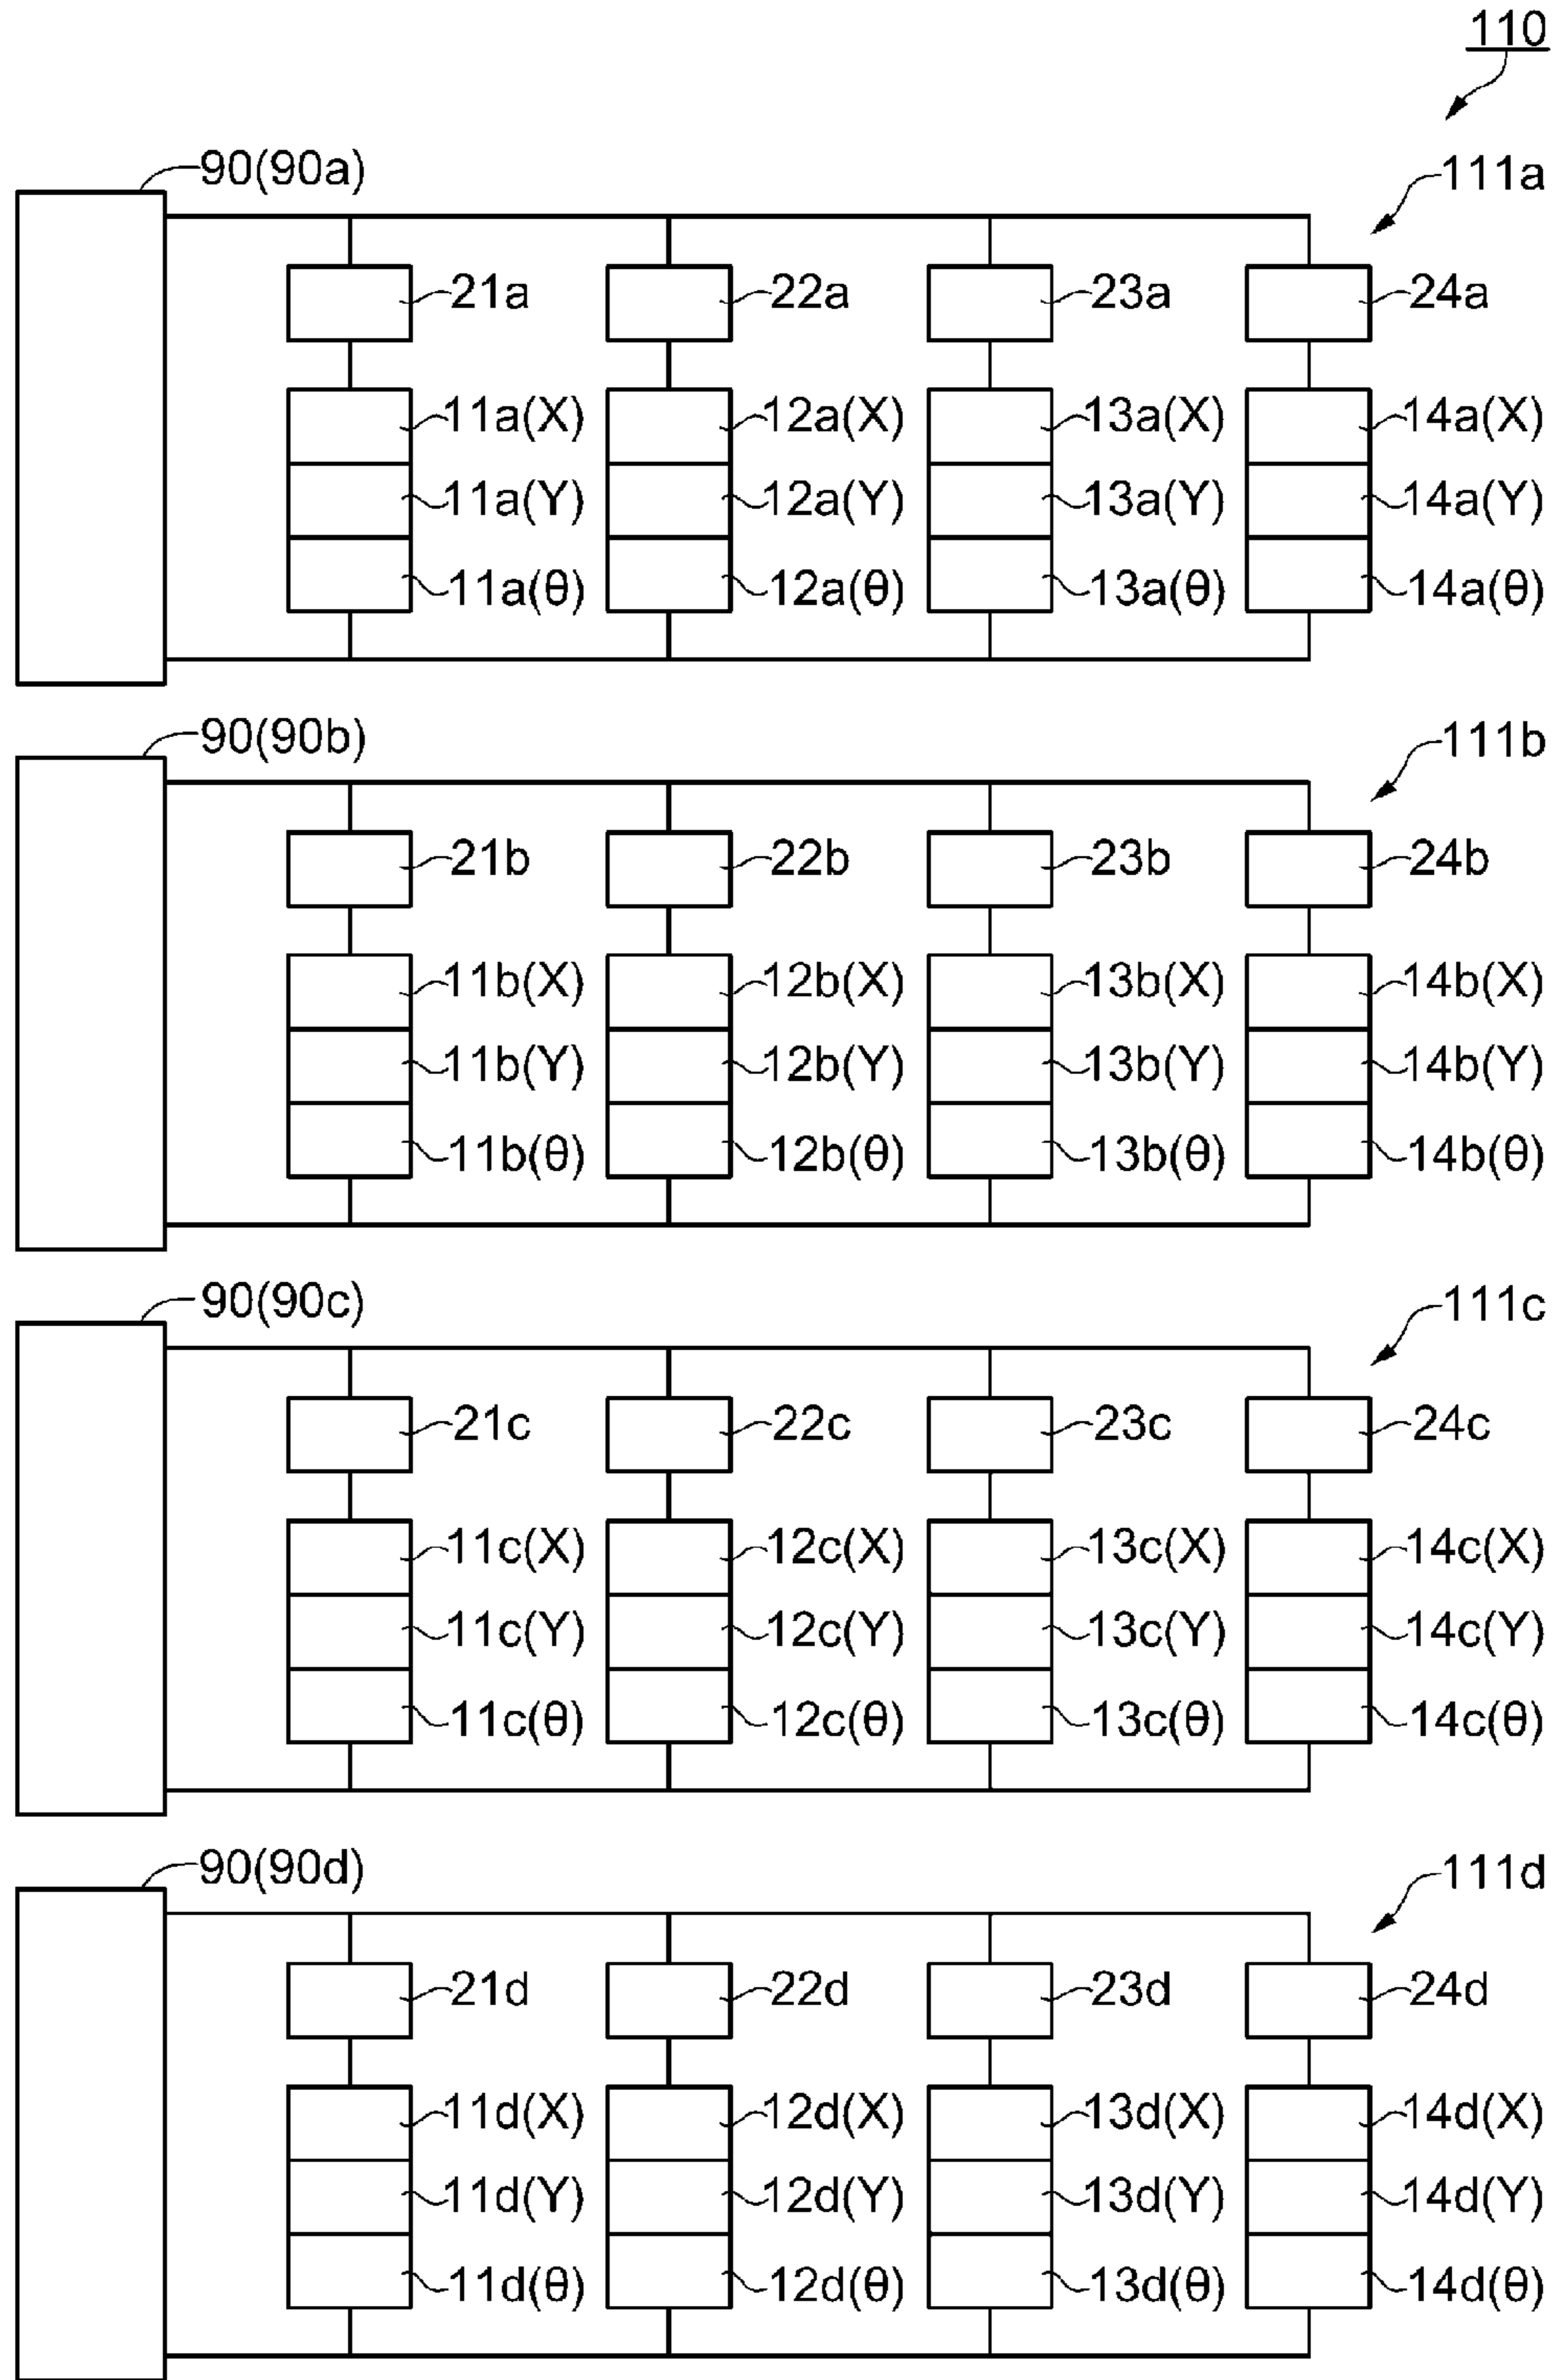 110
90(90a)
111a
21a 22a 23a 24a
11a(X) 12a(X) 13a(X) 14a(X)
11a(Y) 12a(Y) 13a(Y) 14a(Y)
11a(θ) 12a(θ) 13a(θ) 14a(θ)
90(90b)
111b
21b 22b 23b 24b
11b(X) 12b(X) 13b(X) 14b(X)
11b(Y) 12b(Y) 13b(Y) 14b(Y)
11b(θ) 12b(θ) 13b(θ) 14b(θ)
90(90c)
111c
21c 22c 23c 24c
11c(X) 12c(X) 13c(X) 14c(X)
11c(Y) 12c(Y) 13c(Y) 14c(Y)
11c(θ) 12c(θ) 13c(θ) 14c(θ)
90(90d)
111d
21d 22d 23d 24d
11d(X) 12d(X) 13d(X) 14d(X)
11d(Y) 12d(Y) 13d(Y) 14d(Y)
11d(θ) 12d(θ) 13d(θ) 14d(θ)